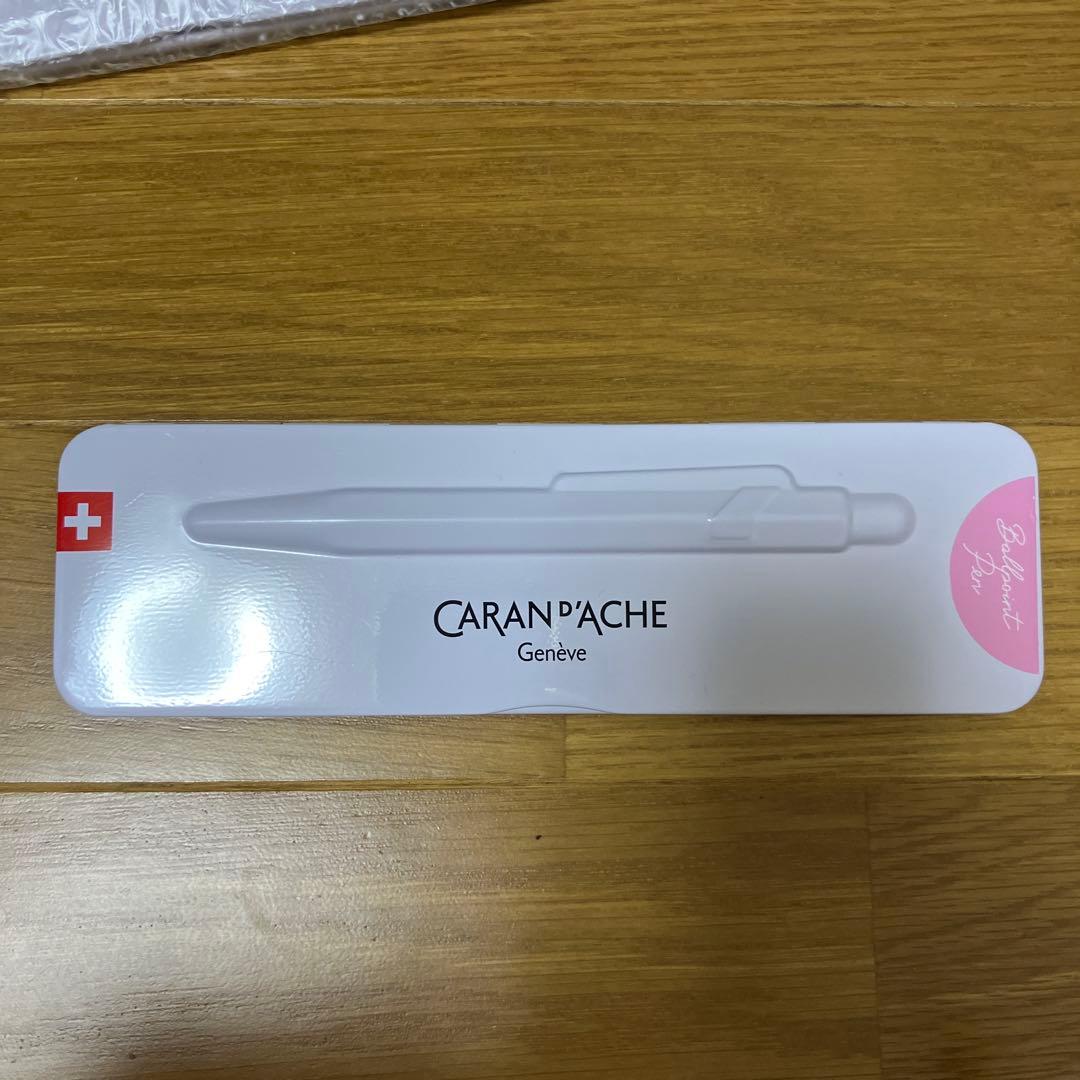 CARAN D'ACHE
Genève
Ballpoint
Pen